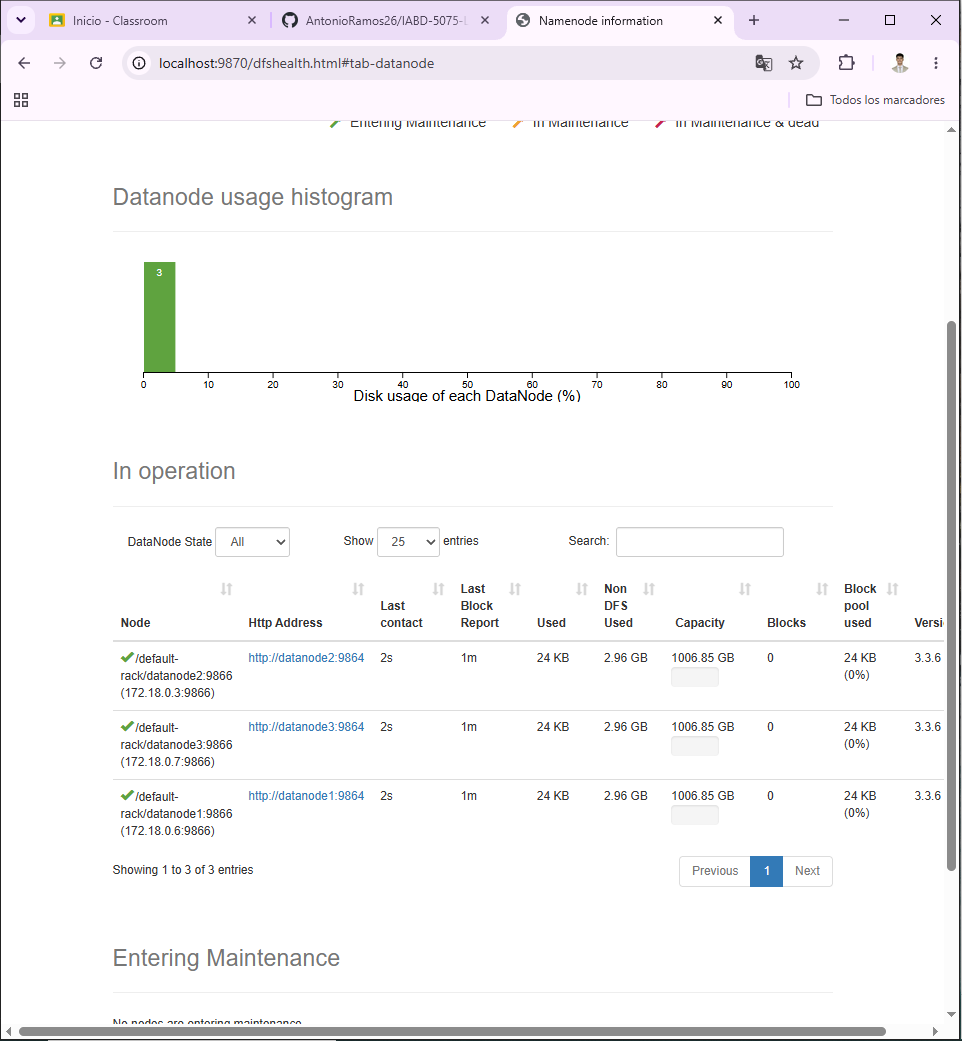 Inicio - Classroom
AntonioRamos26/IABD-5075-
Namenode information
localhost:9870/dfshealth.html#tab-datanode
Todos los marcadores
Entering Maintenance
In Maintenance
In Maintenance & dead
Datanode usage histogram
3
0 10 20 30 40 50 60 70 80 90 100
Disk usage of each DataNode (%)
In operation
DataNode State All
Show 25 entries
Search:
Node
Http Address
Last contact
Last Block Report
Used
Non DFS Used
Capacity
Blocks
Block pool used
Versi
/default-rack/datanode2:9866 (172.18.0.3:9866) http://datanode2:9864 2s 1m 24 KB 2.96 GB 1006.85 GB 0 24 KB (0%) 3.3.6
/default-rack/datanode3:9866 (172.18.0.7:9866) http://datanode3:9864 2s 1m 24 KB 2.96 GB 1006.85 GB 0 24 KB (0%) 3.3.6
/default-rack/datanode1:9866 (172.18.0.6:9866) http://datanode1:9864 2s 1m 24 KB 2.96 GB 1006.85 GB 0 24 KB (0%) 3.3.6
Showing 1 to 3 of 3 entries
Previous 1 Next
Entering Maintenance
No nodes are entering maintenance